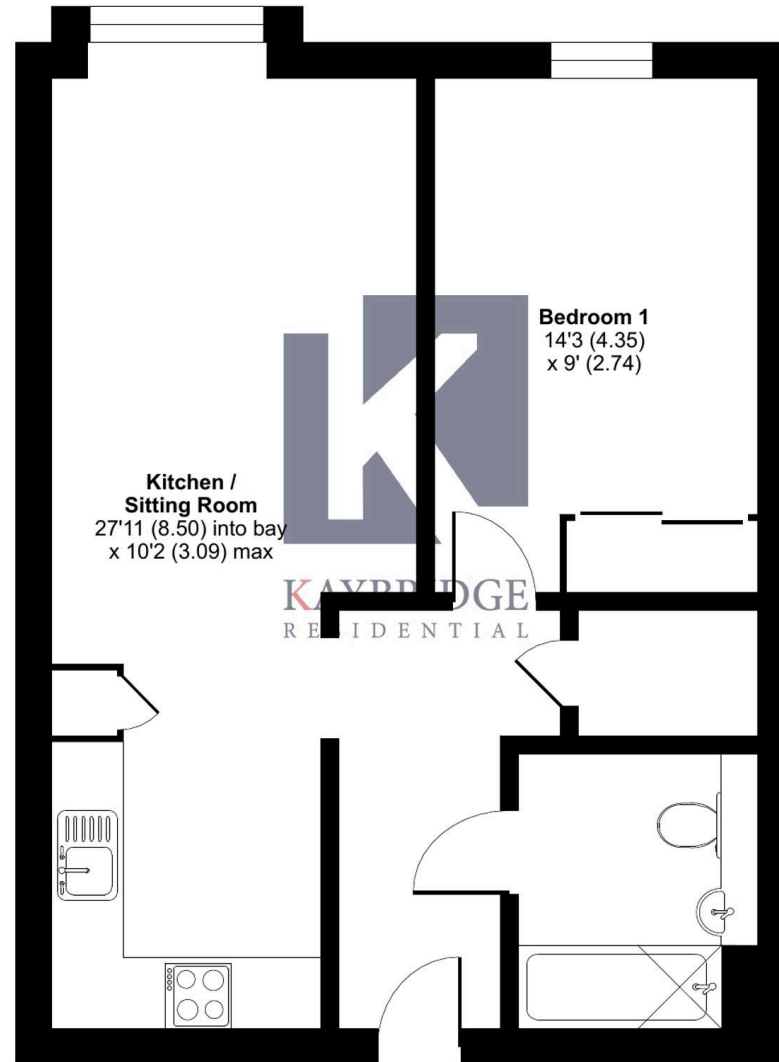 Bedroom 1
14'3 (4.35)
x 9' (2.74)
Kitchen /
Sitting Room
27'11 (8.50) into bay
x 10'2 (3.09) max
KAYBRIDGE
RESIDENTIAL